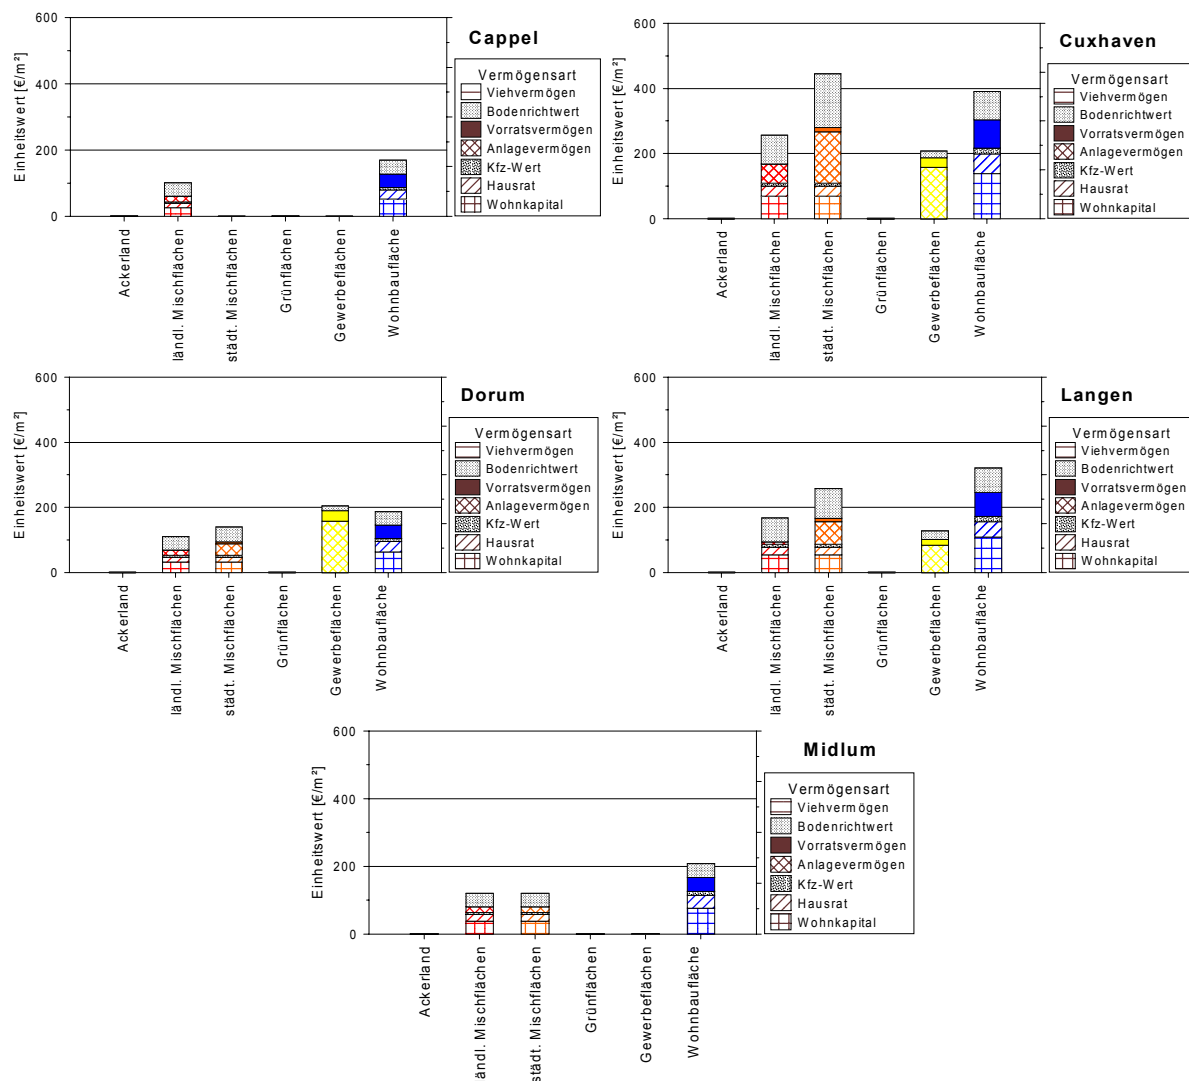 Cappel
Einheitswert [€/m²]
600
400
200
0
Vermögensart
Viehvermögen
Bodenrichtwert
Vorratsvermögen
Anlagevermögen
Kfz-Wert
Hausrat
Wohnkapital
Ackerland
ländl. Mischflächen
städt. Mischflächen
Grünflächen
Gewerbeflächen
Wohnbaufläche
Cuxhaven
Einheitswert [€/m²]
600
400
200
0
Vermögensart
Viehvermögen
Bodenrichtwert
Vorratsvermögen
Anlagevermögen
Kfz-Wert
Hausrat
Wohnkapital
Ackerland
ländl. Mischflächen
städt. Mischflächen
Grünflächen
Gewerbeflächen
Wohnbaufläche
Dorum
Einheitswert [€/m²]
600
400
200
0
Vermögensart
Viehvermögen
Bodenrichtwert
Vorratsvermögen
Anlagevermögen
Kfz-Wert
Hausrat
Wohnkapital
Ackerland
ländl. Mischflächen
städt. Mischflächen
Grünflächen
Gewerbeflächen
Wohnbaufläche
Langen
Einheitswert [€/m²]
600
400
200
0
Vermögensart
Viehvermögen
Bodenrichtwert
Vorratsvermögen
Anlagevermögen
Kfz-Wert
Hausrat
Wohnkapital
Ackerland
ländl. Mischflächen
städt. Mischflächen
Grünflächen
Gewerbeflächen
Wohnbaufläche
Midlum
Einheitswert [€/m²]
600
400
200
0
Vermögensart
Viehvermögen
Bodenrichtwert
Vorratsvermögen
Anlagevermögen
Kfz-Wert
Hausrat
Wohnkapital
Ackerland
ländl. Mischflächen
städt. Mischflächen
Grünflächen
Gewerbeflächen
Wohnbaufläche